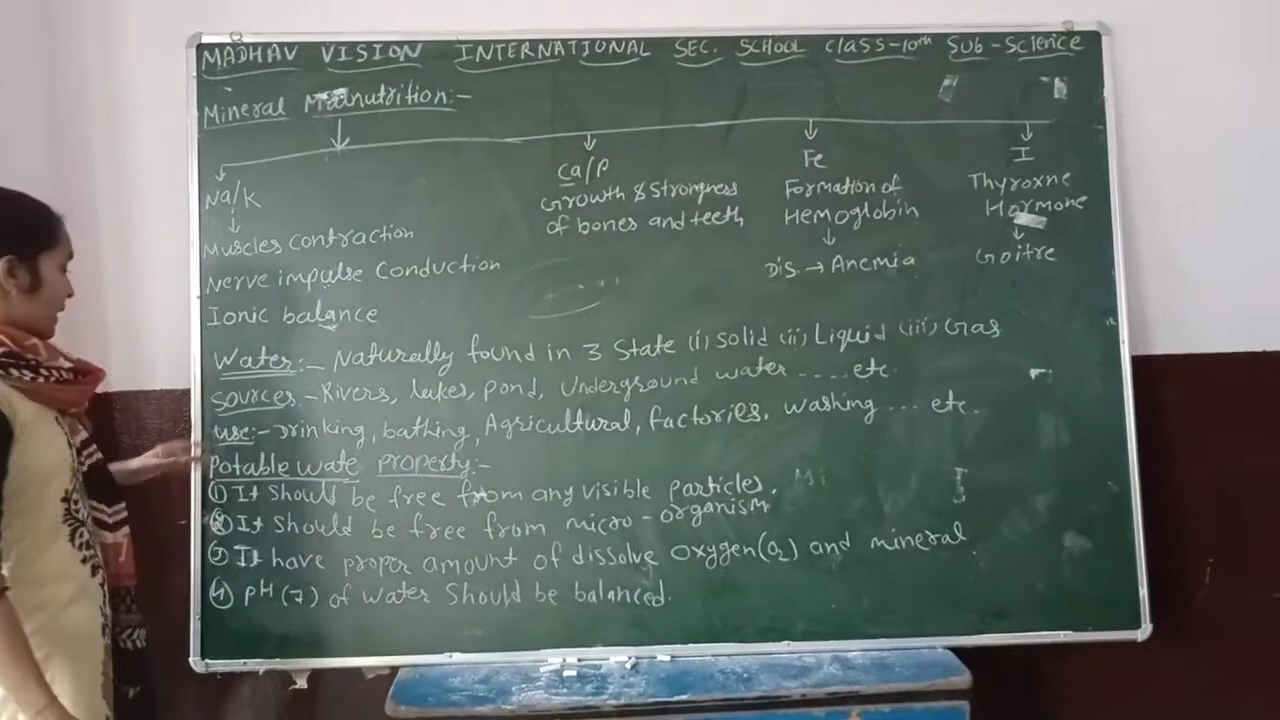 MADHAV VISION INTERNATIONAL SEC. SCHOOL Class-10th Sub-Science
Mineral Malnutrition:-
Na/K
Muscles contraction
Nerve impulse Conduction
Ionic balance
Ca/P
Growth & Strongness
of bones and teeth
Fe
Formation of
Hemoglobin
Dis → Anemia
I
Thyroxne
Hormone
Goitre
Water:- Naturally found in 3 State (i) Solid (ii) Liquid (iii) Gas
Sources - Rivers, lakes, pond, Underground water ---- etc.
use:- Drinking, bathing, Agricultural, factories, washing --- etc.
Potable wate property:-
① It should be free from any visible particles.
② It should be free from micro-organism
③ It have proper amount of dissolve oxygen(O₂) and mineral.
④ pH (7) of water should be balanced.